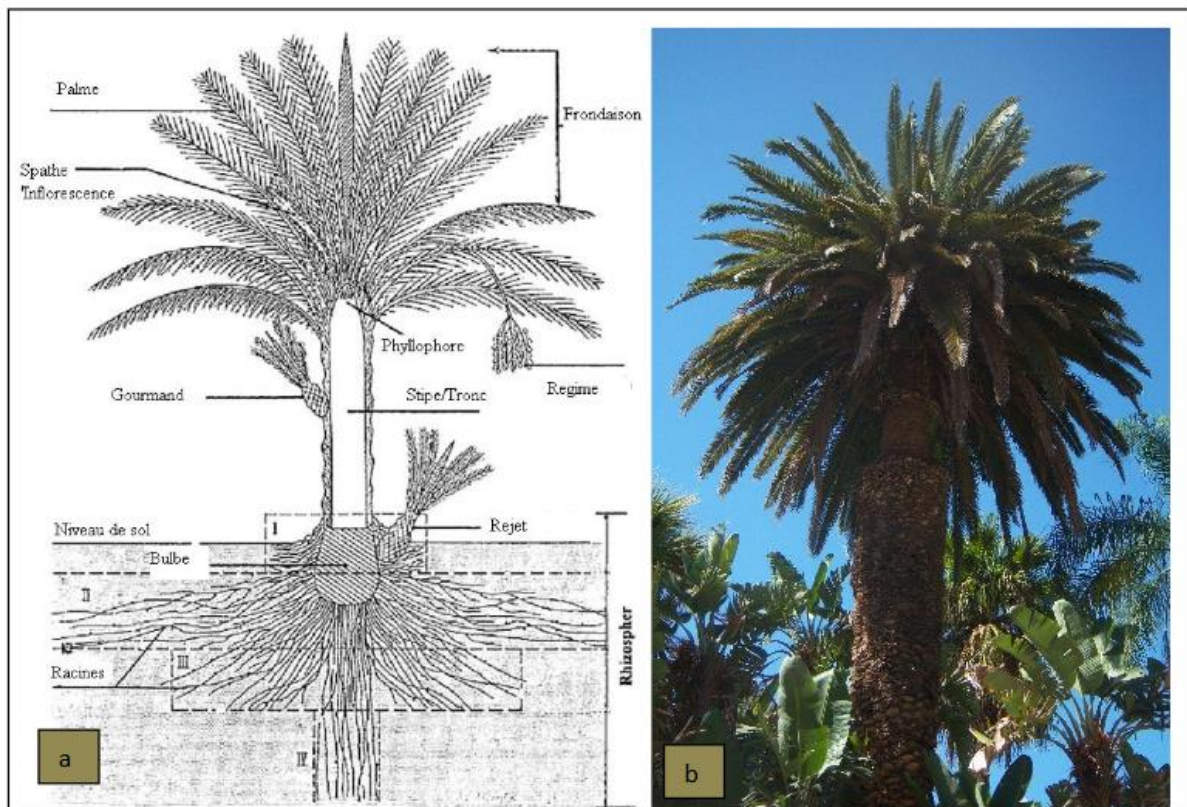 Palme
Frondaison
Spathe
Inflorescence
Phyllophore
Gourmand
Regime
Stipe/Tronc
Niveau de sol
I
Rejet
Bulbe
II
Racines
III
Rhizospher
IV
a
b